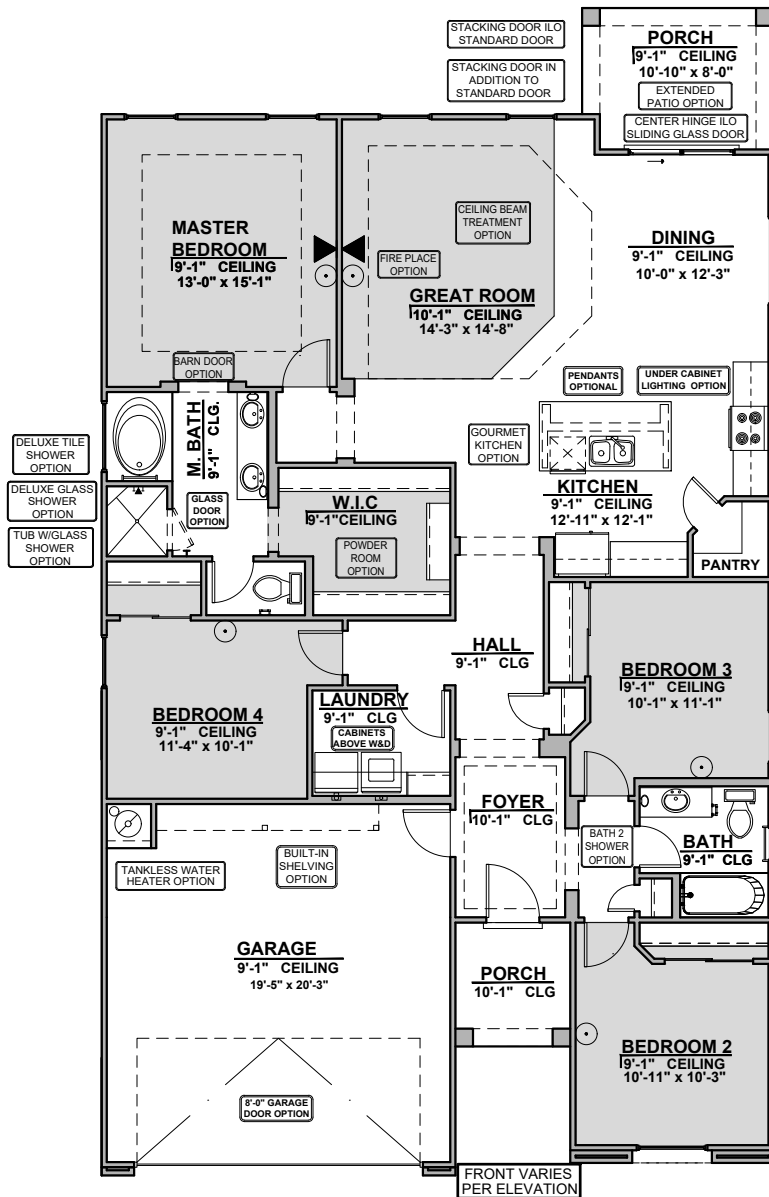 STACKING DOOR ILO
STANDARD DOOR
STACKING DOOR IN
ADDITION TO
STANDARD DOOR
PORCH
9'-1" CEILING
10'-10" x 8'-0"
EXTENDED
PATIO OPTION
CENTER HINGE ILO
SLIDING GLASS DOOR
MASTER
BEDROOM
9'-1" CEILING
13'-0" x 15'-1"
CEILING BEAM
TREATMENT
OPTION
FIRE PLACE
OPTION
GREAT ROOM
10'-1" CEILING
14'-3" x 14'-8"
DINING
9'-1" CEILING
10'-0" x 12'-3"
BARN DOOR
OPTION
PENDANTS
OPTIONAL
UNDER CABINET
LIGHTING OPTION
M. BATH
9'-1" CLG.
GOURMET
KITCHEN
OPTION
DELUXE TILE
SHOWER
OPTION
DELUXE GLASS
SHOWER
OPTION
TUB W/GLASS
SHOWER
OPTION
GLASS
DOOR
OPTION
W.I.C
9'-1"CEILING
POWDER
ROOM
OPTION
KITCHEN
9'-1" CEILING
12'-11" x 12'-1"
PANTRY
HALL
9'-1" CLG
BEDROOM 3
9'-1" CEILING
10'-1" x 11'-1"
BEDROOM 4
9'-1" CEILING
11'-4" x 10'-1"
LAUNDRY
9'-1" CLG
CABINETS
ABOVE W&D
FOYER
10'-1" CLG
BATH 2
SHOWER
OPTION
BATH
9'-1" CLG
TANKLESS WATER
HEATER OPTION
BUILT-IN
SHELVING
OPTION
GARAGE
9'-1" CEILING
19'-5" x 20'-3"
PORCH
10'-1" CLG
BEDROOM 2
9'-1" CEILING
10'-11" x 10'-3"
8'-0" GARAGE
DOOR OPTION
FRONT VARIES
PER ELEVATION